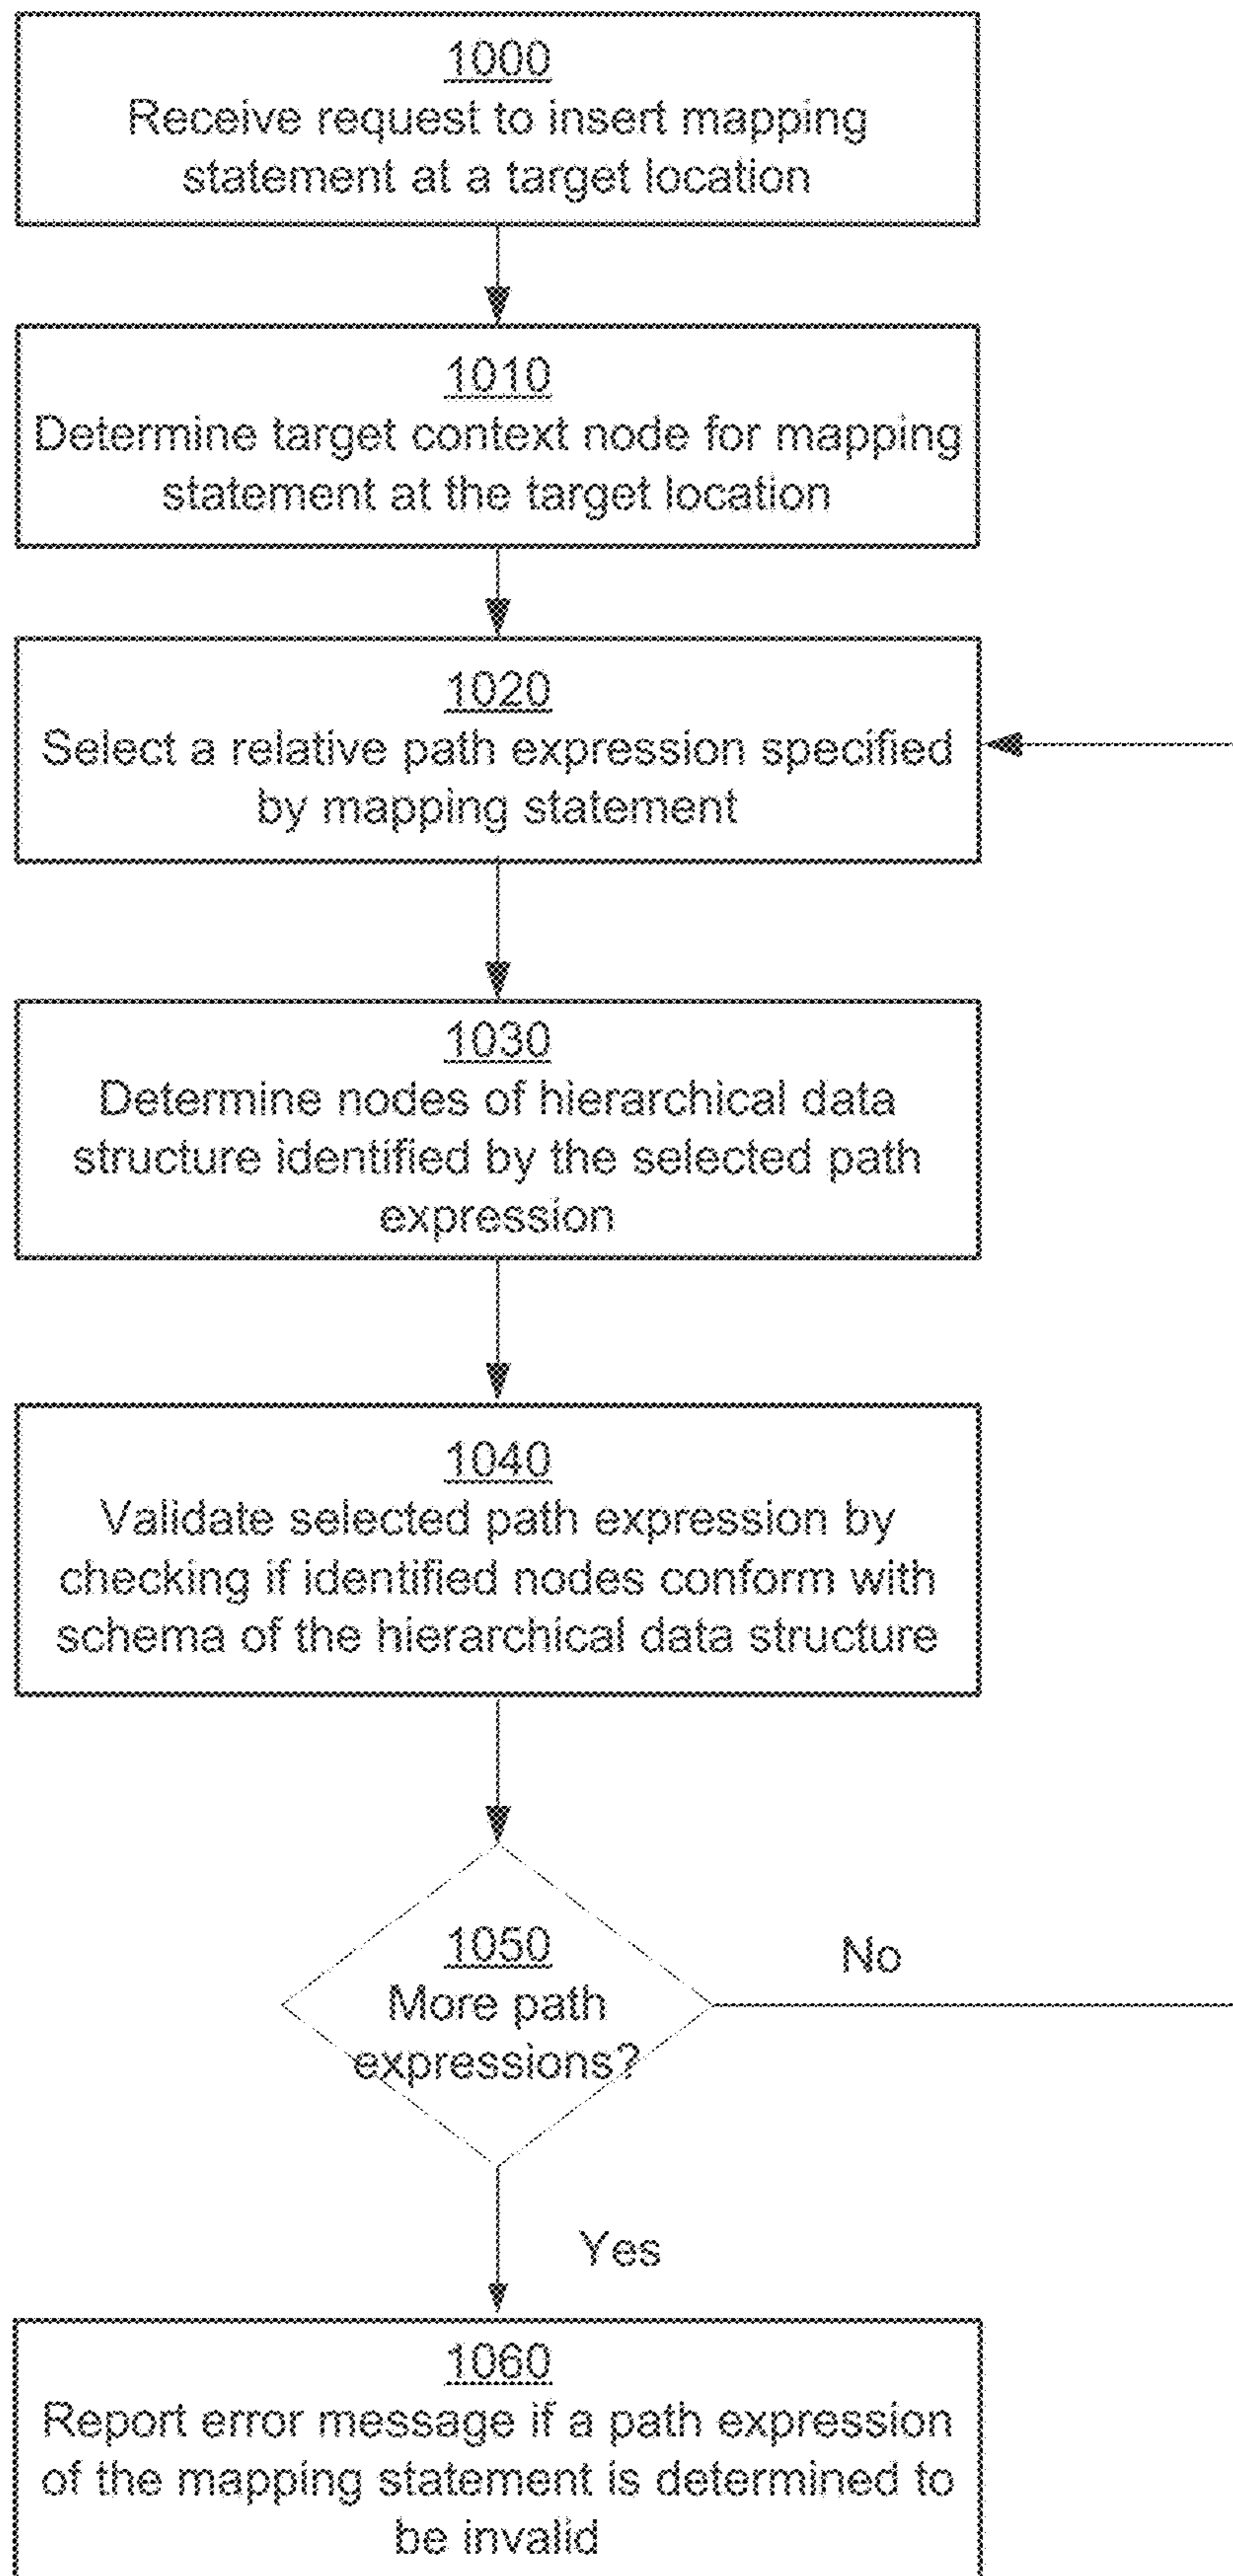 1000
Receive request to insert mapping
statement at a target location
1010
Determine target context node for mapping
statement at the target location
1020
Select a relative path expression specified
by mapping statement
1030
Determine nodes of hierarchical data
structure identified by the selected path
expression
1040
Validate selected path expression by
checking if identified nodes conform with
schema of the hierarchical data structure
1050
More path
expressions?
No
Yes
1060
Report error message if a path expression
of the mapping statement is determined to
be invalid